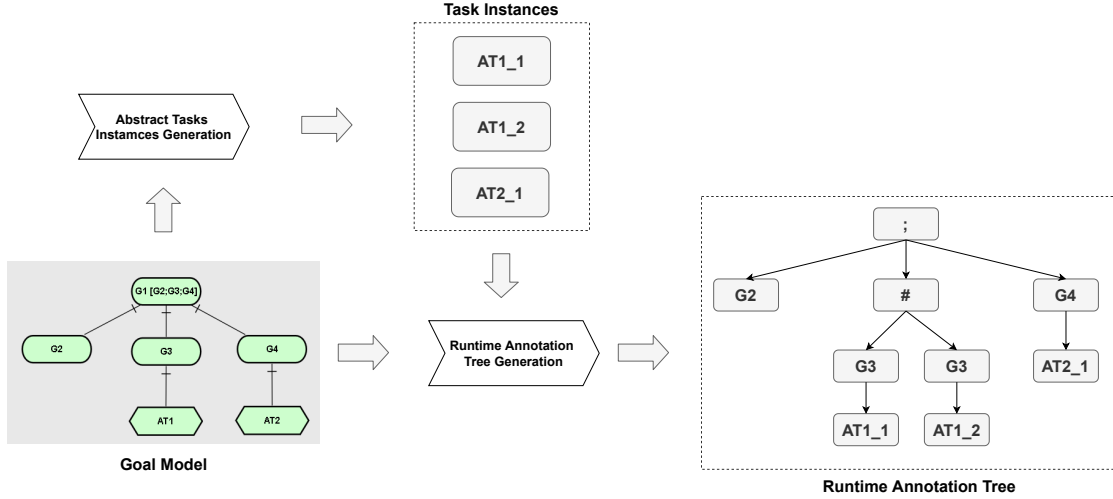 Task Instances
AT1_1
AT1_2
AT2_1
Abstract Tasks
Instamces Generation
G1 [G2;G3;G4]
G2
G3
G4
AT1
AT2
Goal Model
Runtime Annotation
Tree Generation
;
G2
#
G4
G3
G3
AT2_1
AT1_1
AT1_2
Runtime Annotation Tree